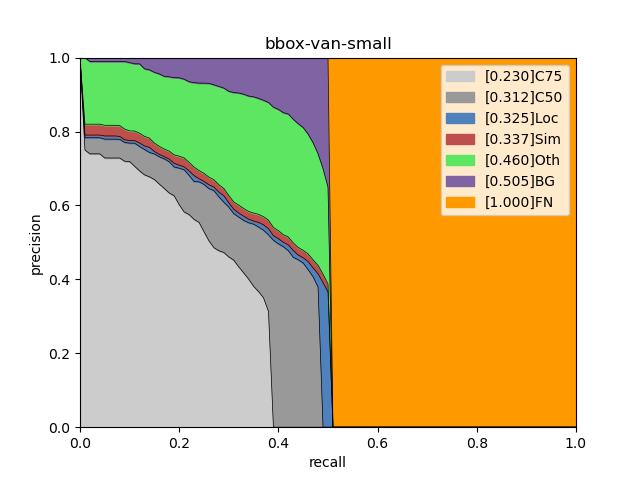 bbox-van-small
1.0
0.8
0.6
0.4
0.2
0.0
precision
[0.230]C75
[0.312]C50
[0.325]Loc
[0.337]Sim
[0.460]Oth
[0.505]BG
[1.000]FN
0.0 0.2 0.4 0.6 0.8 1.0
recall